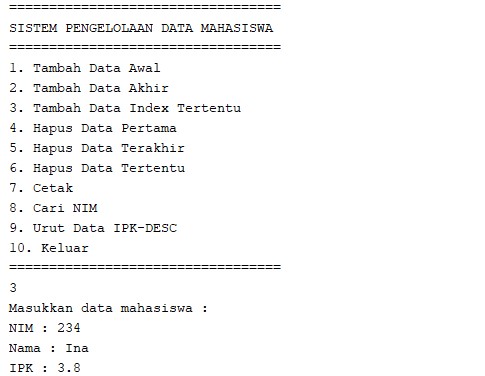 ==================================
SISTEM PENGELOLAAN DATA MAHASISWA
==================================
1. Tambah Data Awal
2. Tambah Data Akhir
3. Tambah Data Index Tertentu
4. Hapus Data Pertama
5. Hapus Data Terakhir
6. Hapus Data Tertentu
7. Cetak
8. Cari NIM
9. Urut Data IPK-DESC
10. Keluar
==================================
3
Masukkan data mahasiswa :
NIM : 234
Nama : Ina
IPK : 3.8